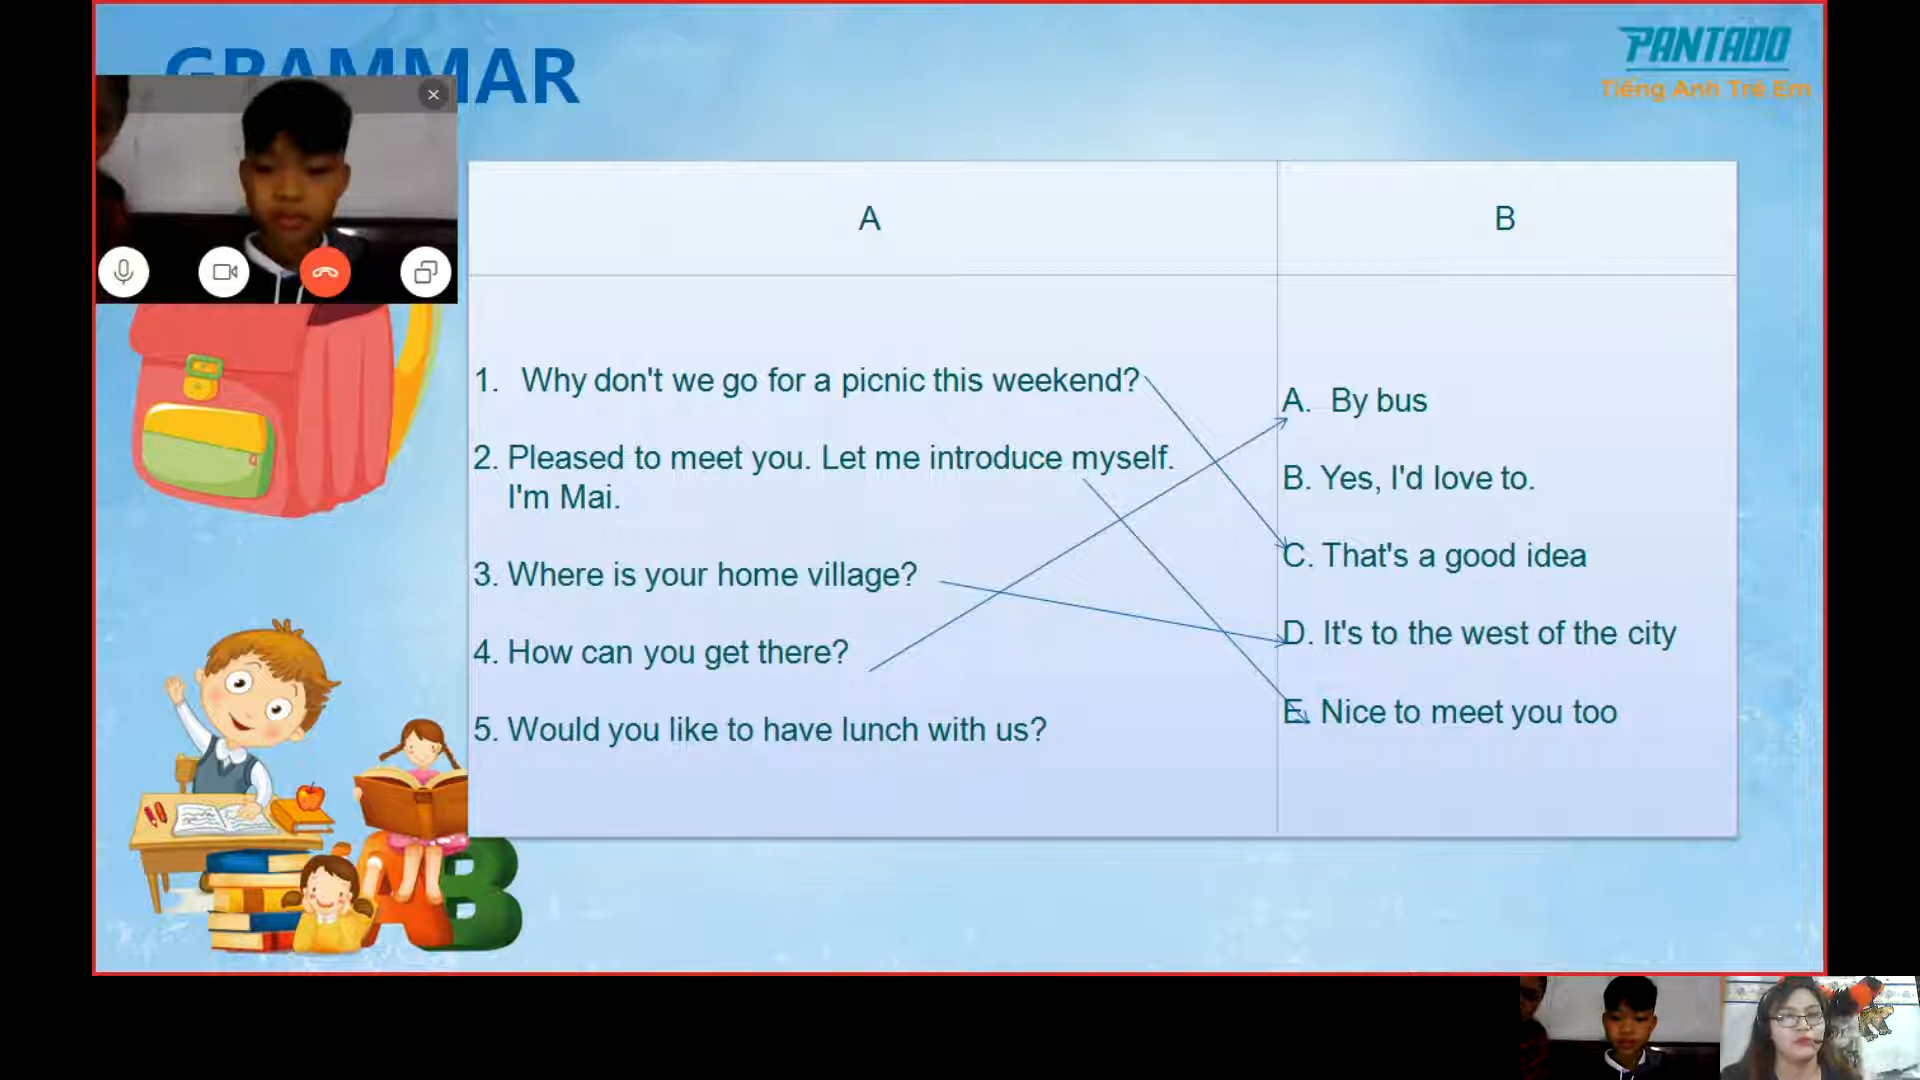 GRAMMAR
PANTADO
Tiếng Anh Trẻ Em
A
B
1. Why don't we go for a picnic this weekend?
2. Pleased to meet you. Let me introduce myself.
I'm Mai.
3. Where is your home village?
4. How can you get there?
5. Would you like to have lunch with us?
A. By bus
B. Yes, I'd love to.
C. That's a good idea
D. It's to the west of the city
E. Nice to meet you too
A B